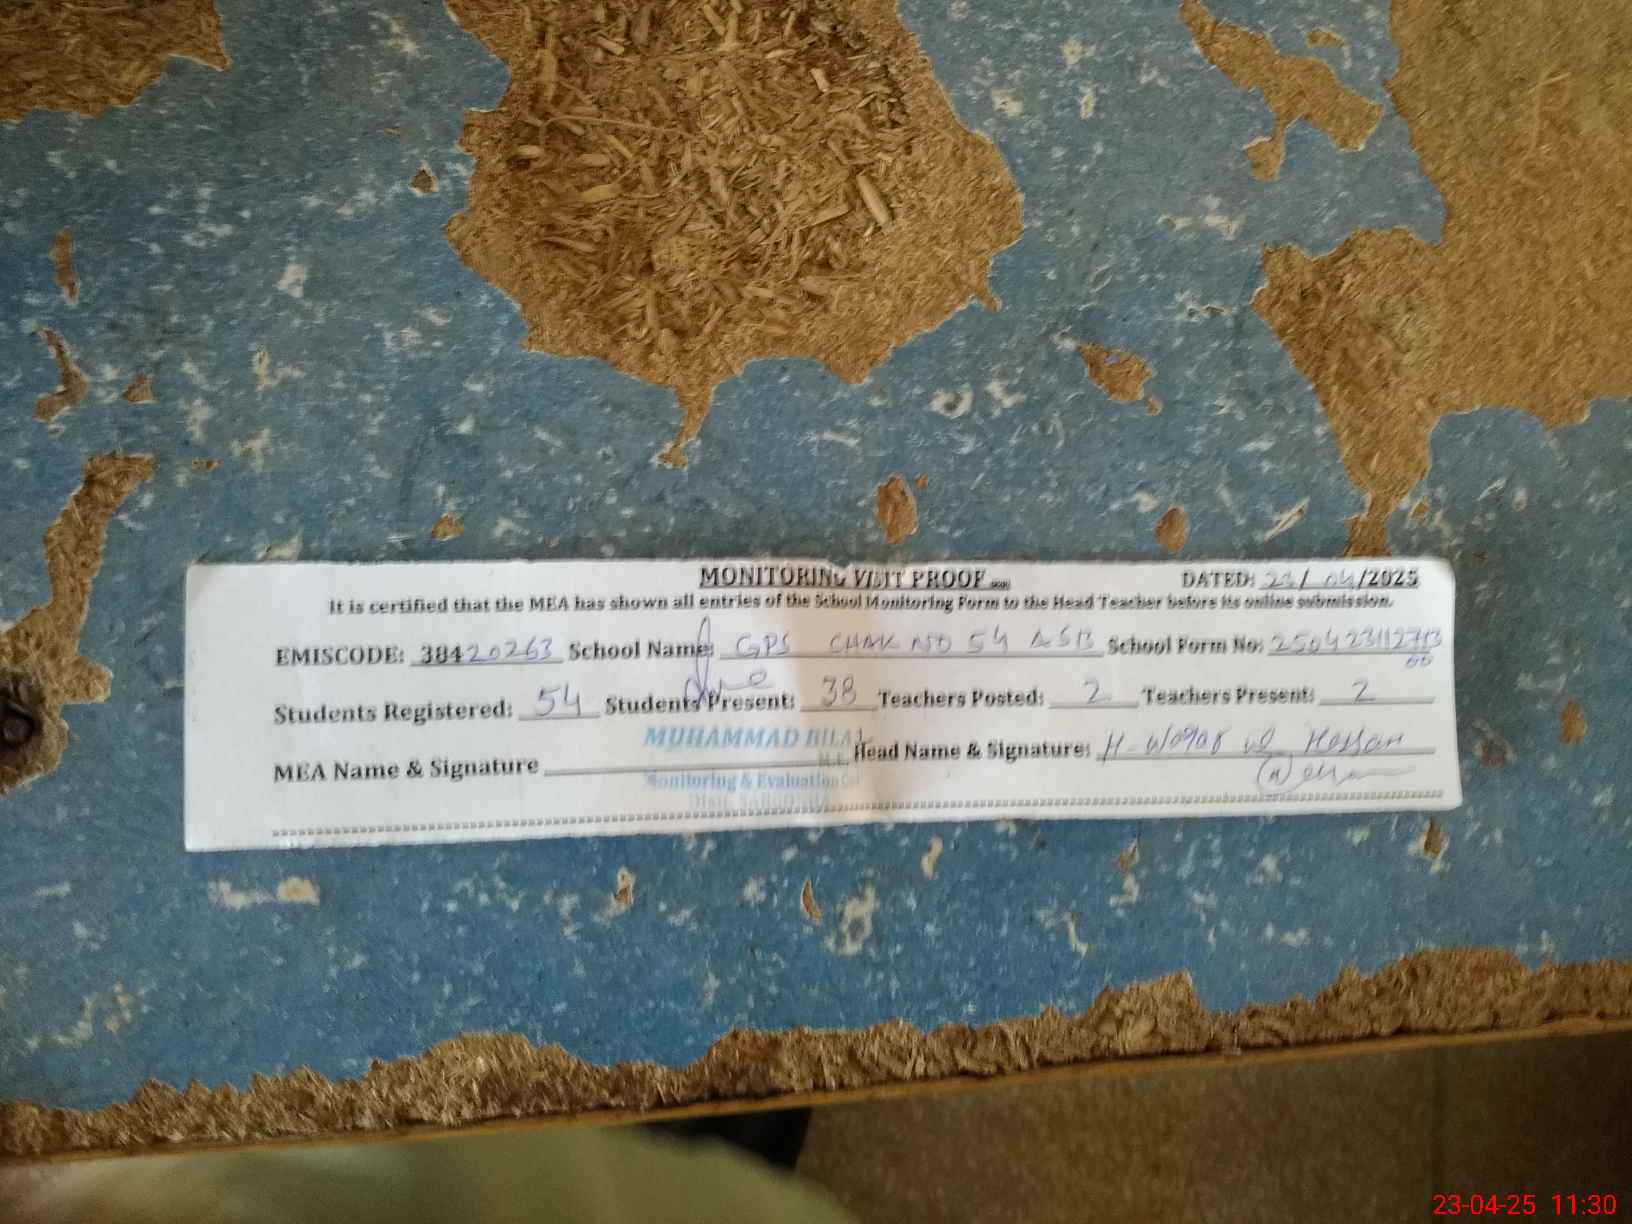 MONITORING VISIT PROOF DATED: 23/04/2025
It is certified that the MEA has shown all entries of the School Monitoring Form to the Head Teacher before its online submission.
EMISCODE: 38420263 School Name: GPS CHAK NO 54 ASB School Form No:
Students Registered: 54 Students Present: 38 Teachers Posted: 2 Teachers Present: 2
MUHAMMAD BILAL
MEA Name & Signature Head Name & Signature: H-Waqar ul Hassan
Monitoring & Evaluation
23-04-25 11:30